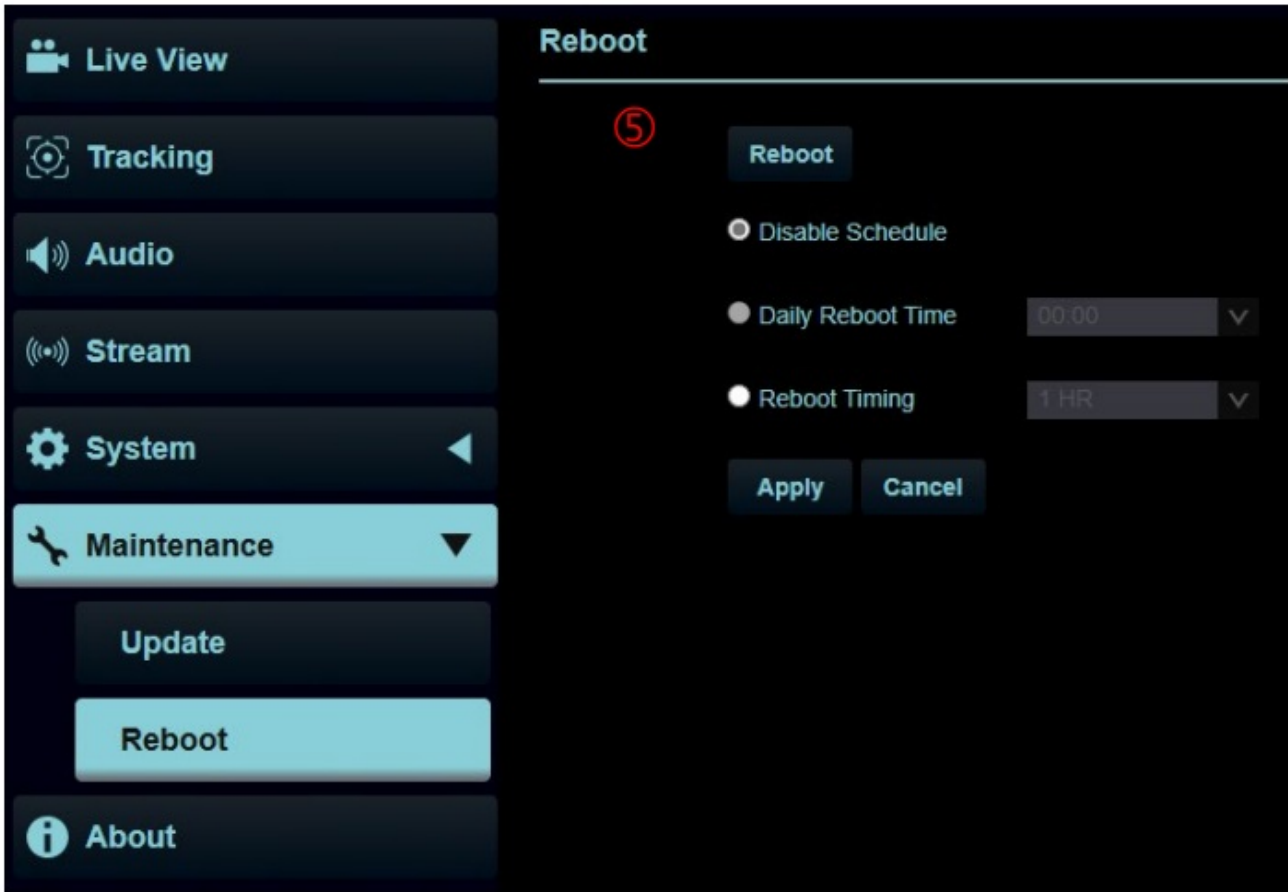 Live View
Tracking
Audio
Stream
System
Maintenance
Update
Reboot
About
Reboot
⑤
Reboot
Disable Schedule
Daily Reboot Time 00:00
Reboot Timing 1 HR
Apply Cancel